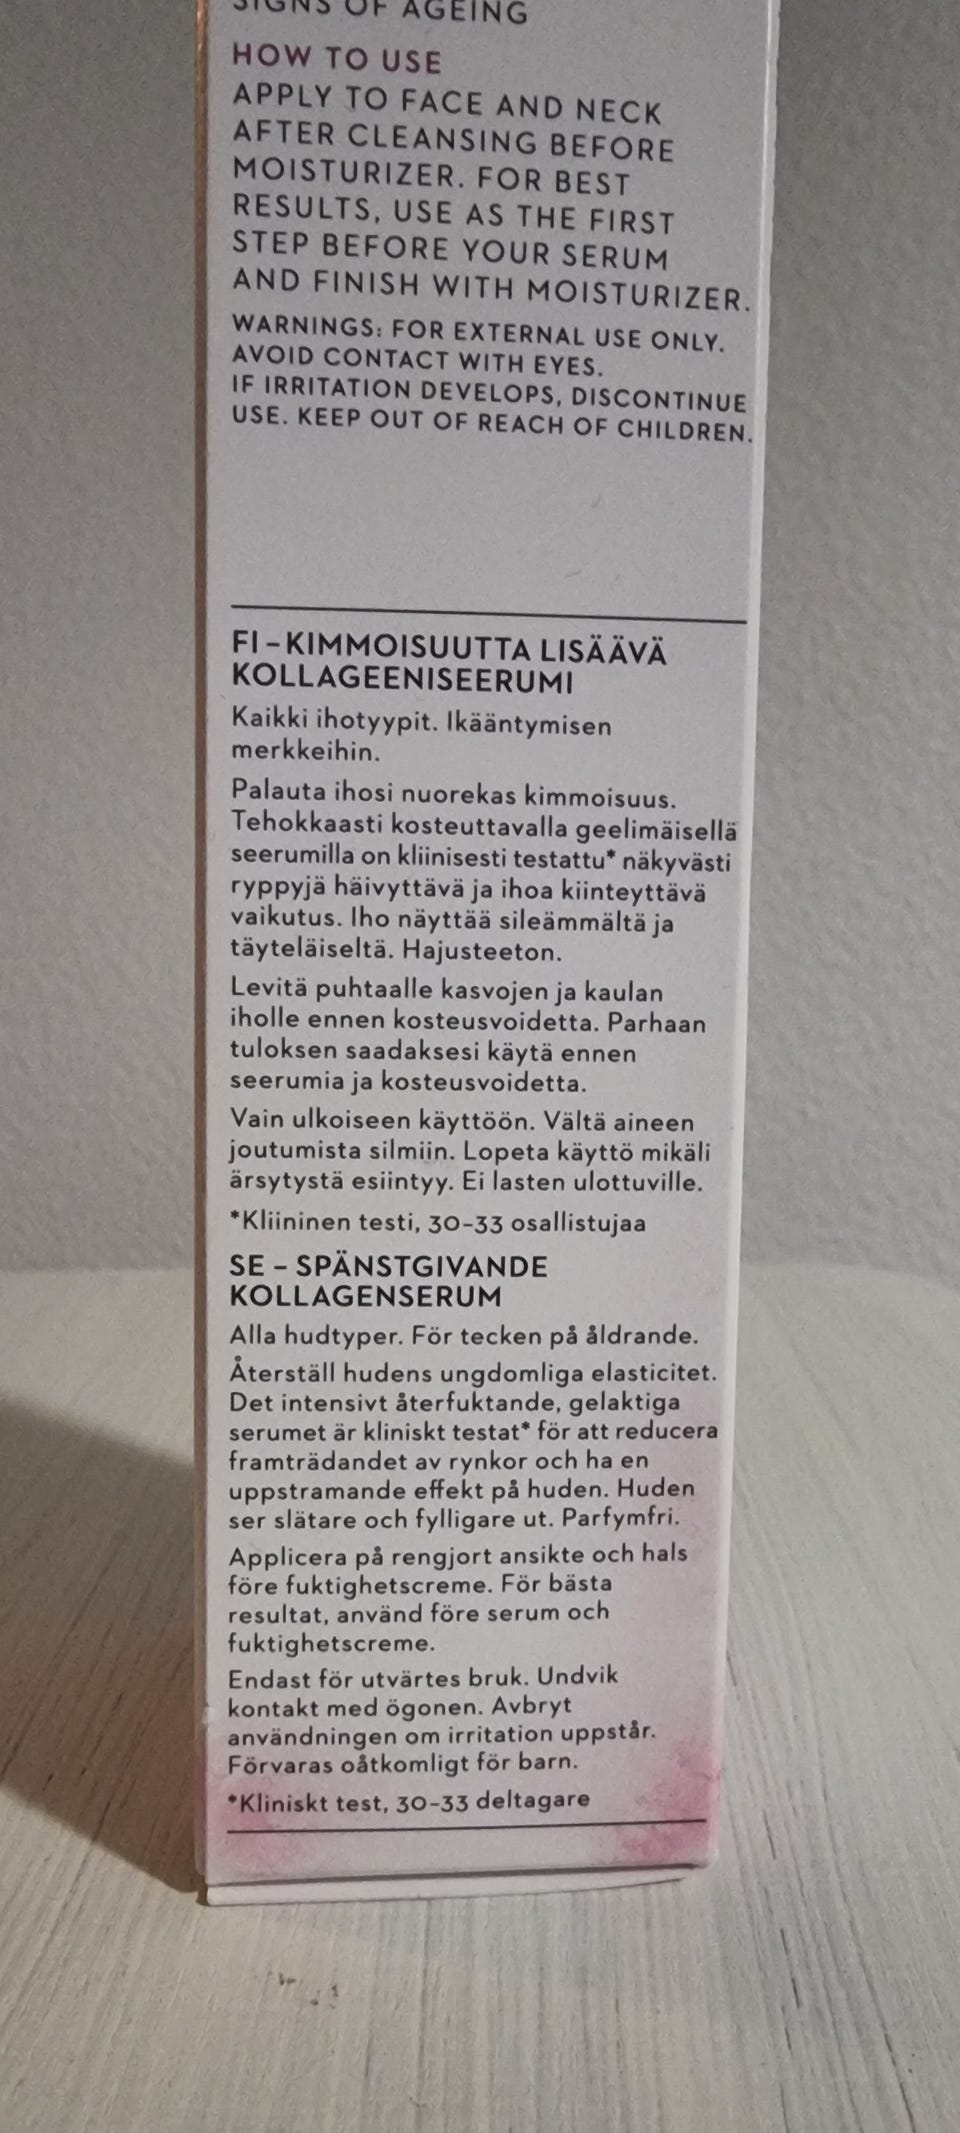 SIGNS OF AGEING
HOW TO USE
APPLY TO FACE AND NECK
AFTER CLEANSING BEFORE
MOISTURIZER. FOR BEST
RESULTS, USE AS THE FIRST
STEP BEFORE YOUR SERUM
AND FINISH WITH MOISTURIZER.
WARNINGS: FOR EXTERNAL USE ONLY.
AVOID CONTACT WITH EYES.
IF IRRITATION DEVELOPS, DISCONTINUE
USE. KEEP OUT OF REACH OF CHILDREN.
FI – KIMMOISUUTTA LISÄÄVÄ
KOLLAGEENISEERUMI
Kaikki ihotyypit. Ikääntymisen
merkkeihin.
Palauta ihosi nuorekas kimmoisuus.
Tehokkaasti kosteuttavalla geelimäisellä
seerumilla on kliinisesti testattu* näkyvästi
ryppyjä häivyttävä ja ihoa kiinteyttävä
vaikutus. Iho näyttää sileämmältä ja
täyteläiseltä. Hajusteeton.
Levitä puhtaalle kasvojen ja kaulan
iholle ennen kosteusvoidetta. Parhaan
tuloksen saadaksesi käytä ennen
seerumia ja kosteusvoidetta.
Vain ulkoiseen käyttöön. Vältä aineen
joutumista silmiin. Lopeta käyttö mikäli
ärsytystä esiintyy. Ei lasten ulottuville.
*Kliininen testi, 30-33 osallistujaa
SE – SPÄNSTGIVANDE
KOLLAGENSERUM
Alla hudtyper. För tecken på åldrande.
Återställ hudens ungdomliga elasticitet.
Det intensivt återfuktande, gelaktiga
serumet är kliniskt testat* för att reducera
framträdandet av rynkor och ha en
uppstramande effekt på huden. Huden
ser slätare och fylligare ut. Parfymfri.
Applicera på rengjort ansikte och hals
före fuktighetscreme. För bästa
resultat, använd före serum och
fuktighetscreme.
Endast för utvärtes bruk. Undvik
kontakt med ögonen. Avbryt
användningen om irritation uppstår.
Förvaras oåtkomligt för barn.
*Kliniskt test, 30-33 deltagare